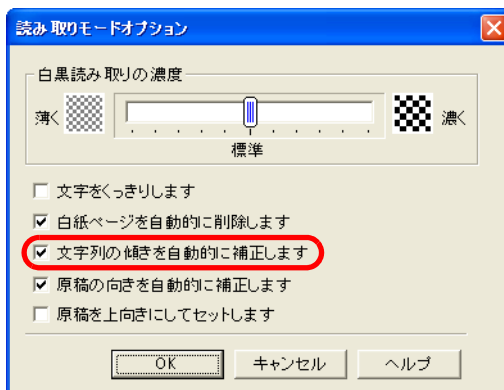 読み取りモードオプション
白黒読み取りの濃度
薄く
濃く
標準
文字をくっきりします
白紙ページを自動的に削除します
文字列の傾きを自動的に補正します
原稿の向きを自動的に補正します
原稿を上向きにしてセットします
OK キャンセル ヘルプ